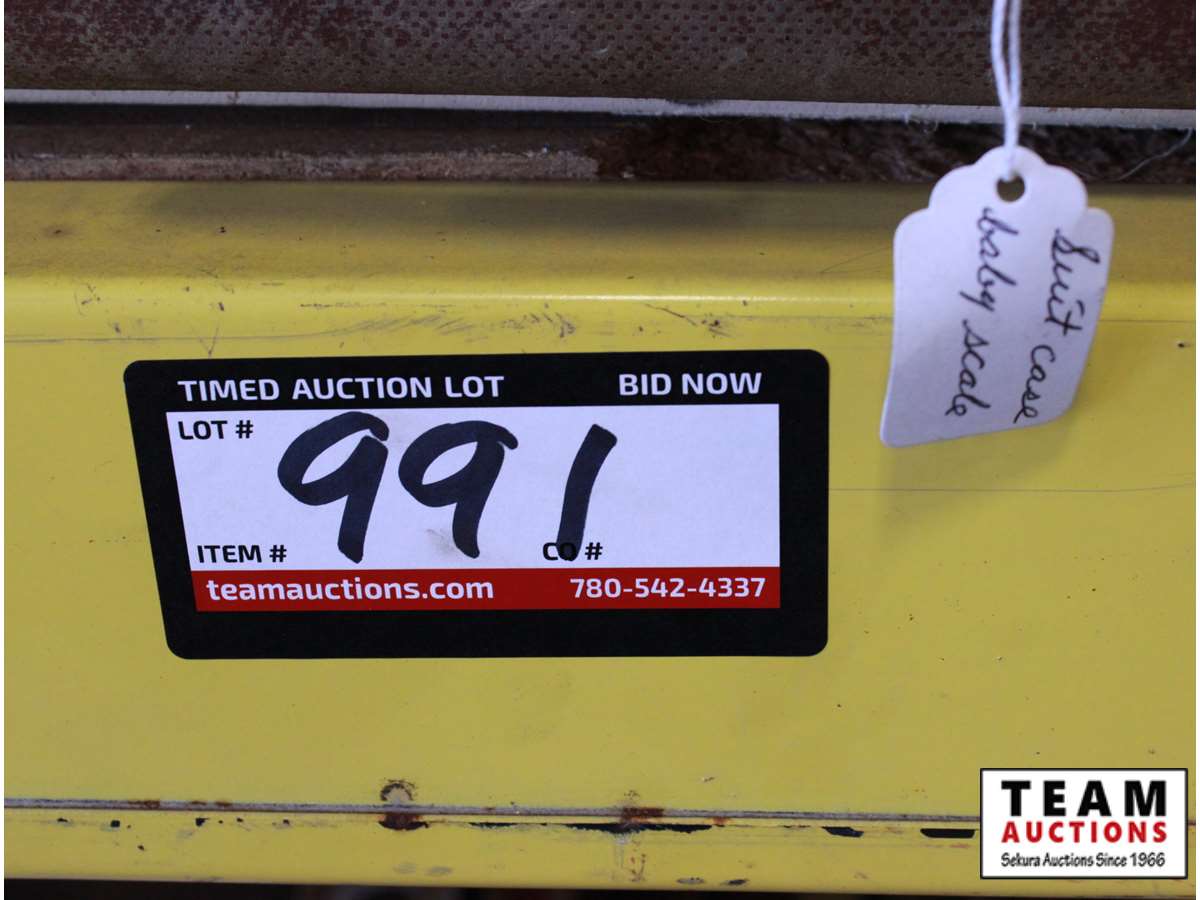 TIMED AUCTION LOT BID NOW
LOT # 991
ITEM # CO #
teamauctions.com 780-542-4337
Suit case
baby scale
TEAM
AUCTIONS
Sekura Auctions Since 1966